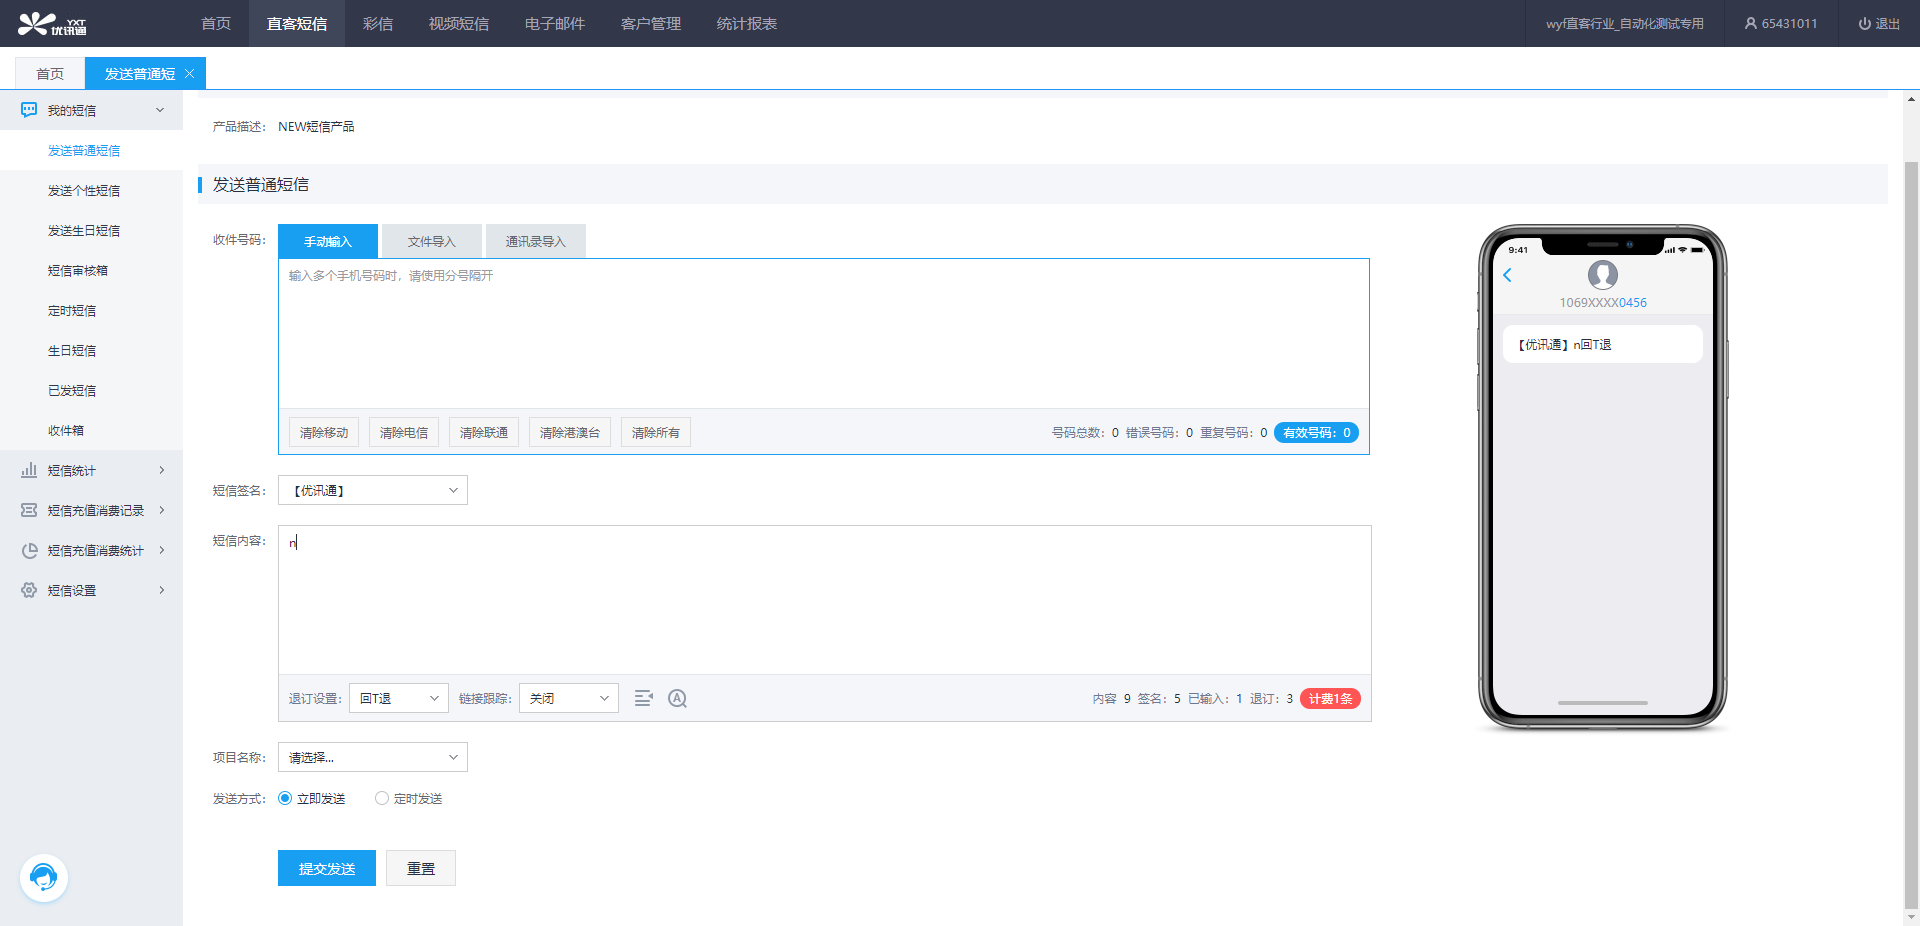 YXT
优讯通
首页 直客短信 彩信 视频短信 电子邮件 客户管理 统计报表 wyf直客行业_自动化测试专用 65431011 退出
首页 发送普通短
我的短信
发送普通短信
发送个性短信
发送生日短信
短信审核箱
定时短信
生日短信
已发短信
收件箱
短信统计
短信充值消费记录
短信充值消费统计
短信设置
产品描述： NEW短信产品
发送普通短信
收件号码： 手动输入 文件导入 通讯录导入
输入多个手机号码时，请使用分号隔开
清除移动 清除电信 清除联通 清除港澳台 清除所有 号码总数：0 错误号码：0 重复号码：0 有效号码：0
短信签名： 【优讯通】
短信内容： n
退订设置： 回T退 链接跟踪： 关闭 内容 9 签名：5 已输入：1 退订：3 计费1条
项目名称： 请选择...
发送方式： 立即发送 定时发送
提交发送 重置
9:41
1069XXXX0456
【优讯通】n回T退